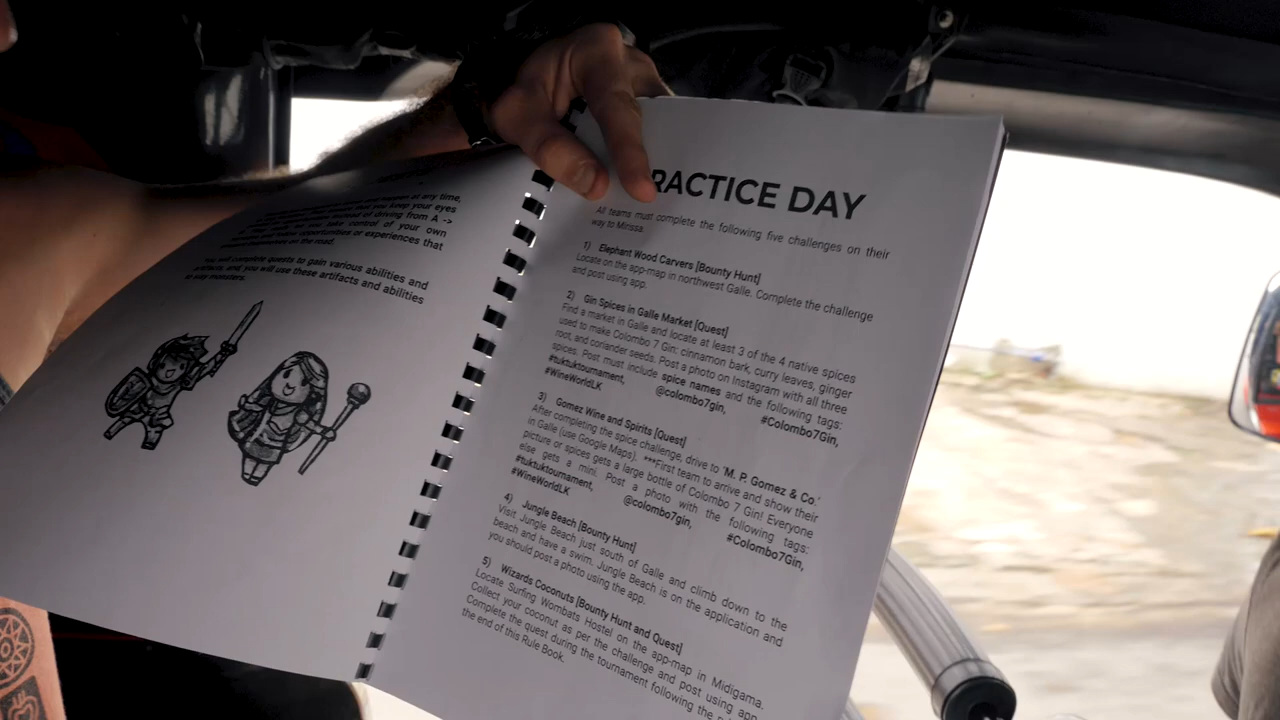 at any time,
that you keep your eyes
instead of driving from A ->
control of your own
opportunities or experiences that
on the road.
You will complete quests to gain various abilities and
artifacts, and you will use these artifacts and abilities
to slay monsters.
RACTICE DAY
All teams must complete the following five challenges on their
way to Mirissa.
1) Elephant Wood Carvers [Bounty Hunt]
Locate on the app-map in northwest Galle. Complete the challenge
and post using app.
2) Gin Spices in Galle Market [Quest]
Find a market in Galle and locate at least 3 of the 4 native spices
used to make Colombo 7 Gin: cinnamon bark, curry leaves, ginger
root, and coriander seeds. Post a photo on Instagram with all three
spices. Post must include spice names and the following tags:
#tuktuktournament, @colombo7gin, #Colombo7Gin,
#WineWorldLK
3) Gomez Wine and Spirits [Quest]
After completing the spice challenge, drive to 'M. P. Gomez & Co.'
in Galle (use Google Maps). ***First team to arrive and show their
picture or spices gets a large bottle of Colombo 7 Gin! Everyone
else gets a mini. Post a photo with the following tags:
#tuktuktournament, @colombo7gin, #Colombo7Gin,
#WineWorldLK
4) Jungle Beach [Bounty Hunt]
Visit Jungle Beach just south of Galle and climb down to the
beach and have a swim. Jungle Beach is on the application and
you should post a photo using the app.
5) Wizards Coconuts [Bounty Hunt and Quest]
Locate Surfing Wombats Hostel on the app-map in Midigama.
Collect your coconut as per the challenge and post using app.
Complete the quest during the tournament following the
the end of this Rule Book.